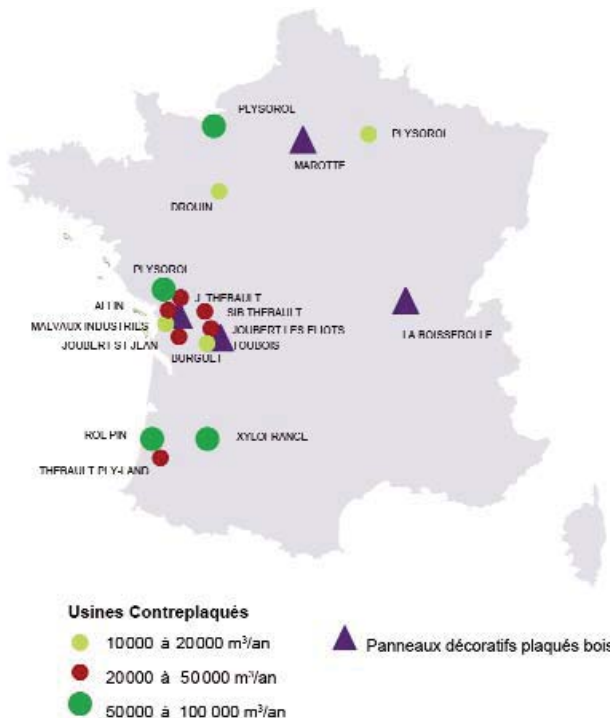 PLYSOROL
PLYSOROL
MAROTTE
DROUIN
PLYSOROL
J. THEBAULT
ALLIN
SIB THEBAULT
MALVAUX INDUSTRIES
JOUBERT LES ELIOTS
LA BOISSEROLLE
JOUBERT ST JEAN
TOUBOIS
BURGUET
ROL PIN
XYLOFRANCE
THEBAULT PLY-LAND
Usines Contreplaqués
10000 à 20000 m³/an
Panneaux décoratifs plaqués bois
20000 à 50000 m³/an
50000 à 100 000 m³/an